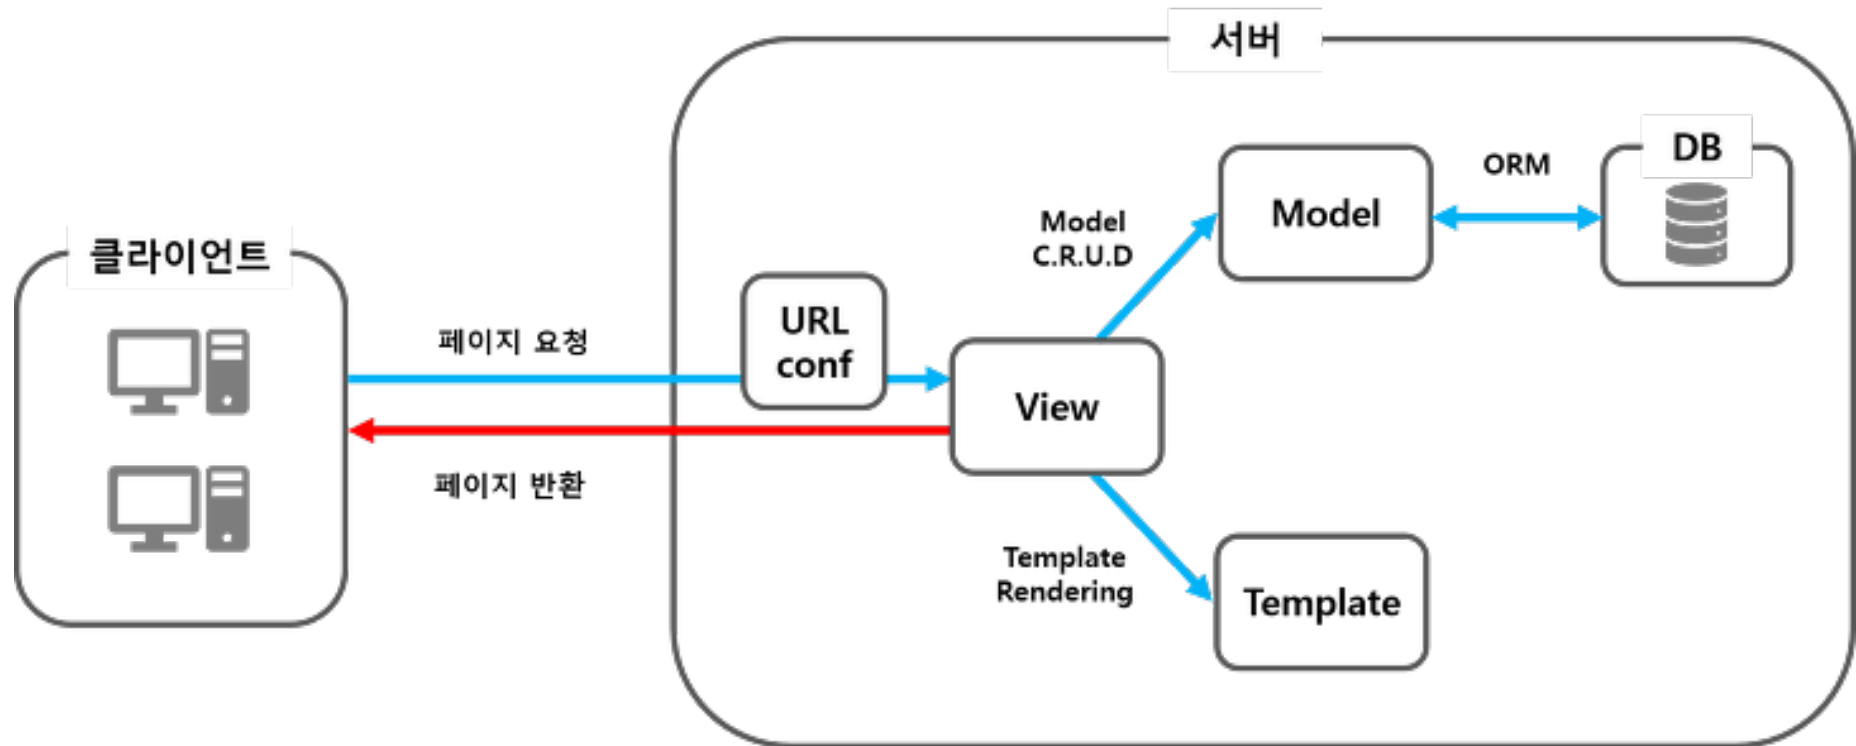 서버
클라이언트
페이지 요청
페이지 반환
URL
conf
View
Model
C.R.U.D
Model
ORM
DB
Template
Rendering
Template